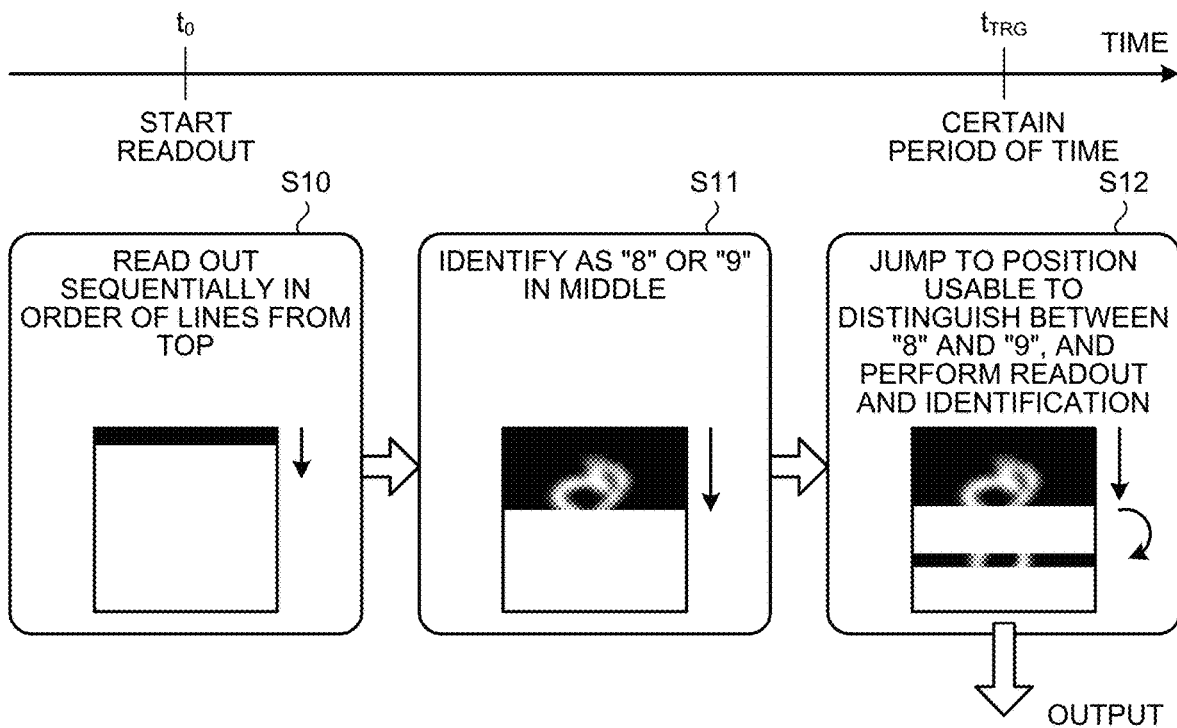 t0
tTRG
TIME
START
READOUT
CERTAIN
PERIOD OF TIME
S10
S11
S12
READ OUT
SEQUENTIALLY IN
ORDER OF LINES FROM
TOP
IDENTIFY AS "8" OR "9"
IN MIDDLE
JUMP TO POSITION
USABLE TO
DISTINGUISH BETWEEN
"8" AND "9", AND
PERFORM READOUT
AND IDENTIFICATION
OUTPUT